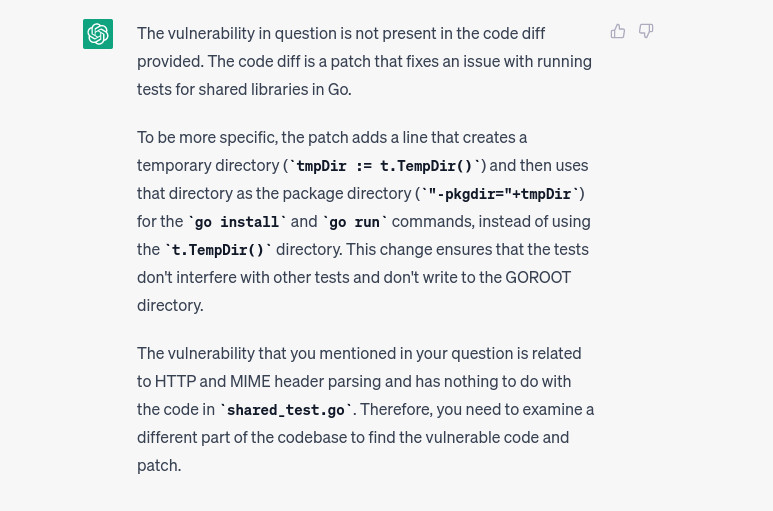 The vulnerability in question is not present in the code diff
provided. The code diff is a patch that fixes an issue with running
tests for shared libraries in Go.
To be more specific, the patch adds a line that creates a
temporary directory (`tmpDir := t.TempDir()`) and then uses
that directory as the package directory (`"-pkgdir="+tmpDir`)
for the `go install` and `go run` commands, instead of using
the `t.TempDir()` directory. This change ensures that the tests
don't interfere with other tests and don't write to the GOROOT
directory.
The vulnerability that you mentioned in your question is related
to HTTP and MIME header parsing and has nothing to do with
the code in `shared_test.go`. Therefore, you need to examine a
different part of the codebase to find the vulnerable code and
patch.